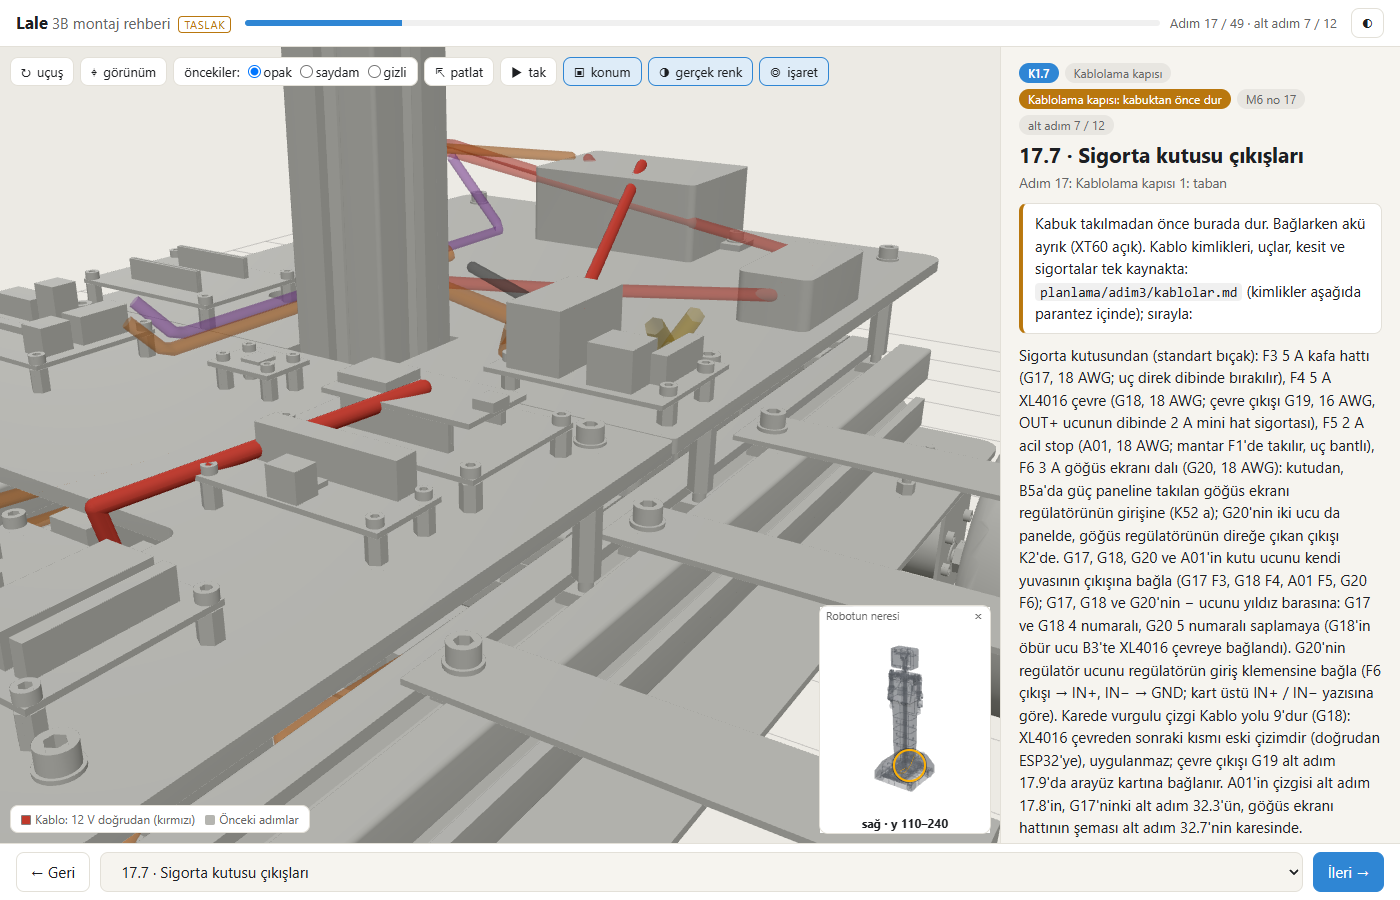 Lale 3B montaj rehberi TASLAK
Adım 17 / 49 · alt adım 7 / 12
uçuş
görünüm
öncekiler: opak saydam gizli
patlat
tak
konum
gerçek renk
işaret
K1.7 Kablolama kapısı
Kablolama kapısı: kabuktan önce dur M6 no 17
alt adım 7 / 12
17.7 · Sigorta kutusu çıkışları
Adım 17: Kablolama kapısı 1: taban
Kabuk takılmadan önce burada dur. Bağlarken akü
ayrık (XT60 açık). Kablo kimlikleri, uçlar, kesit ve
sigortalar tek kaynakta:
planlama/adim3/kablolar.md (kimlikler aşağıda
parantez içinde); sırayla:
Sigorta kutusundan (standart bıçak): F3 5 A kafa hattı
(G17, 18 AWG; uç direk dibinde bırakılır), F4 5 A
XL4016 çevre (G18, 18 AWG; çevre çıkışı G19, 16 AWG,
OUT+ ucunun dibinde 2 A mini hat sigortası), F5 2 A
acil stop (A01, 18 AWG; mantar F1'de takılır, uç bantlı),
F6 3 A göğüs ekranı dalı (G20, 18 AWG): kutudan,
B5a'da güç paneline takılan göğüs ekranı
regülatörünün girişine (K52 a); G20'nin iki ucu da
panelde, göğüs regülatörünün direğe çıkan çıkışı
K2'de. G17, G18, G20 ve A01'in kutu ucunu kendi
yuvasının çıkışına bağla (G17 F3, G18 F4, A01 F5, G20
F6); G17, G18 ve G20'nin − ucunu yıldız barasına: G17
ve G18 4 numaralı, G20 5 numaralı saplamaya (G18'in
öbür ucu B3'te XL4016 çevreye bağlandı). G20'nin
regülatör ucunu regülatörün giriş klemensine bağla (F6
çıkışı → IN+, IN− → GND; kart üstü IN+ / IN− yazısına
göre). Karede vurgulu çizgi Kablo yolu 9'dur (G18):
XL4016 çevreden sonraki kısmı eski çizimdir (doğrudan
ESP32'ye), uygulanmaz; çevre çıkışı G19 alt adım
17.9'da arayüz kartına bağlanır. A01'in çizgisi alt adım
17.8'in, G17'ninki alt adım 32.3'ün, göğüs ekranı
hattının şeması alt adım 32.7'nin karesinde.
Robotun neresi ×
sağ · y 110–240
Kablo: 12 V doğrudan (kırmızı) Önceki adımlar
← Geri
17.7 · Sigorta kutusu çıkışları
İleri →